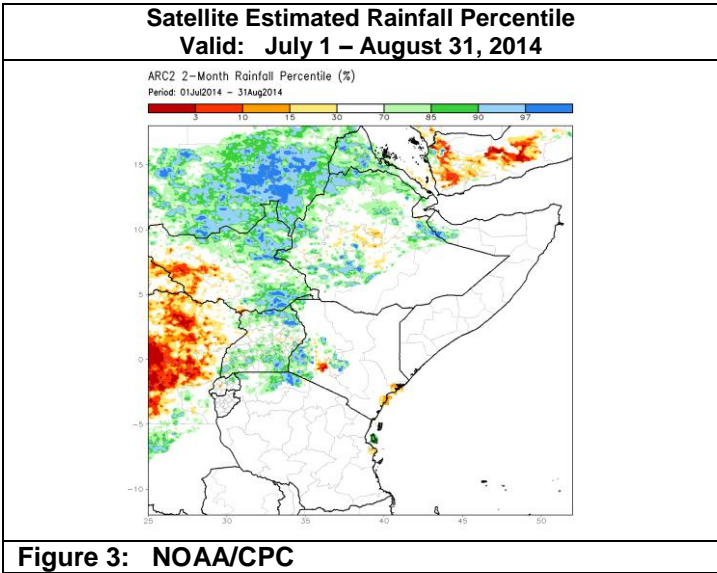 Satellite Estimated Rainfall Percentile
Valid: July 1 – August 31, 2014
ARC2 2-Month Rainfall Percentile (%)
Period: 01Jul2014 - 31Aug2014
3 10 15 30 70 85 90 97
15
10
5
0
-5
-10
25 30 35 40 45 50
Figure 3: NOAA/CPC